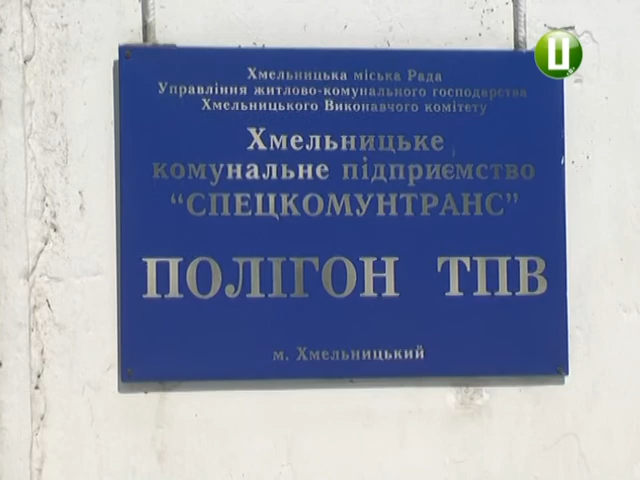 Хмельницька міська Рада
Управління житлово-комунального господарства
Хмельницького Виконавчого комітету
Хмельницьке
комунальне підприємство
“СПЕЦКОМУНТРАНС”
ПОЛІГОН ТПВ
м. Хмельницький